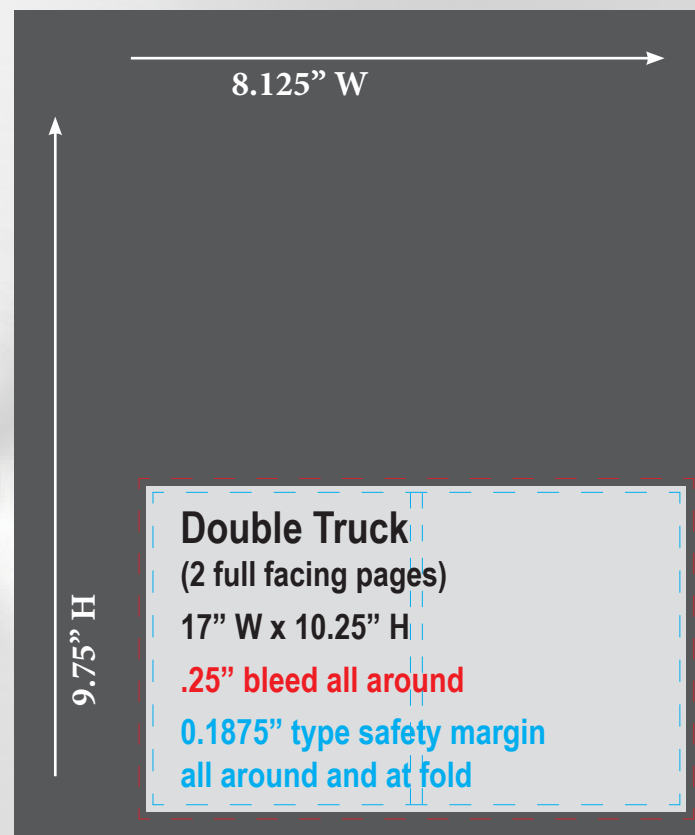 8.125” W
9.75” H
Double Truck
(2 full facing pages)
17” W x 10.25” H
.25” bleed all around
0.1875” type safety margin
all around and at fold